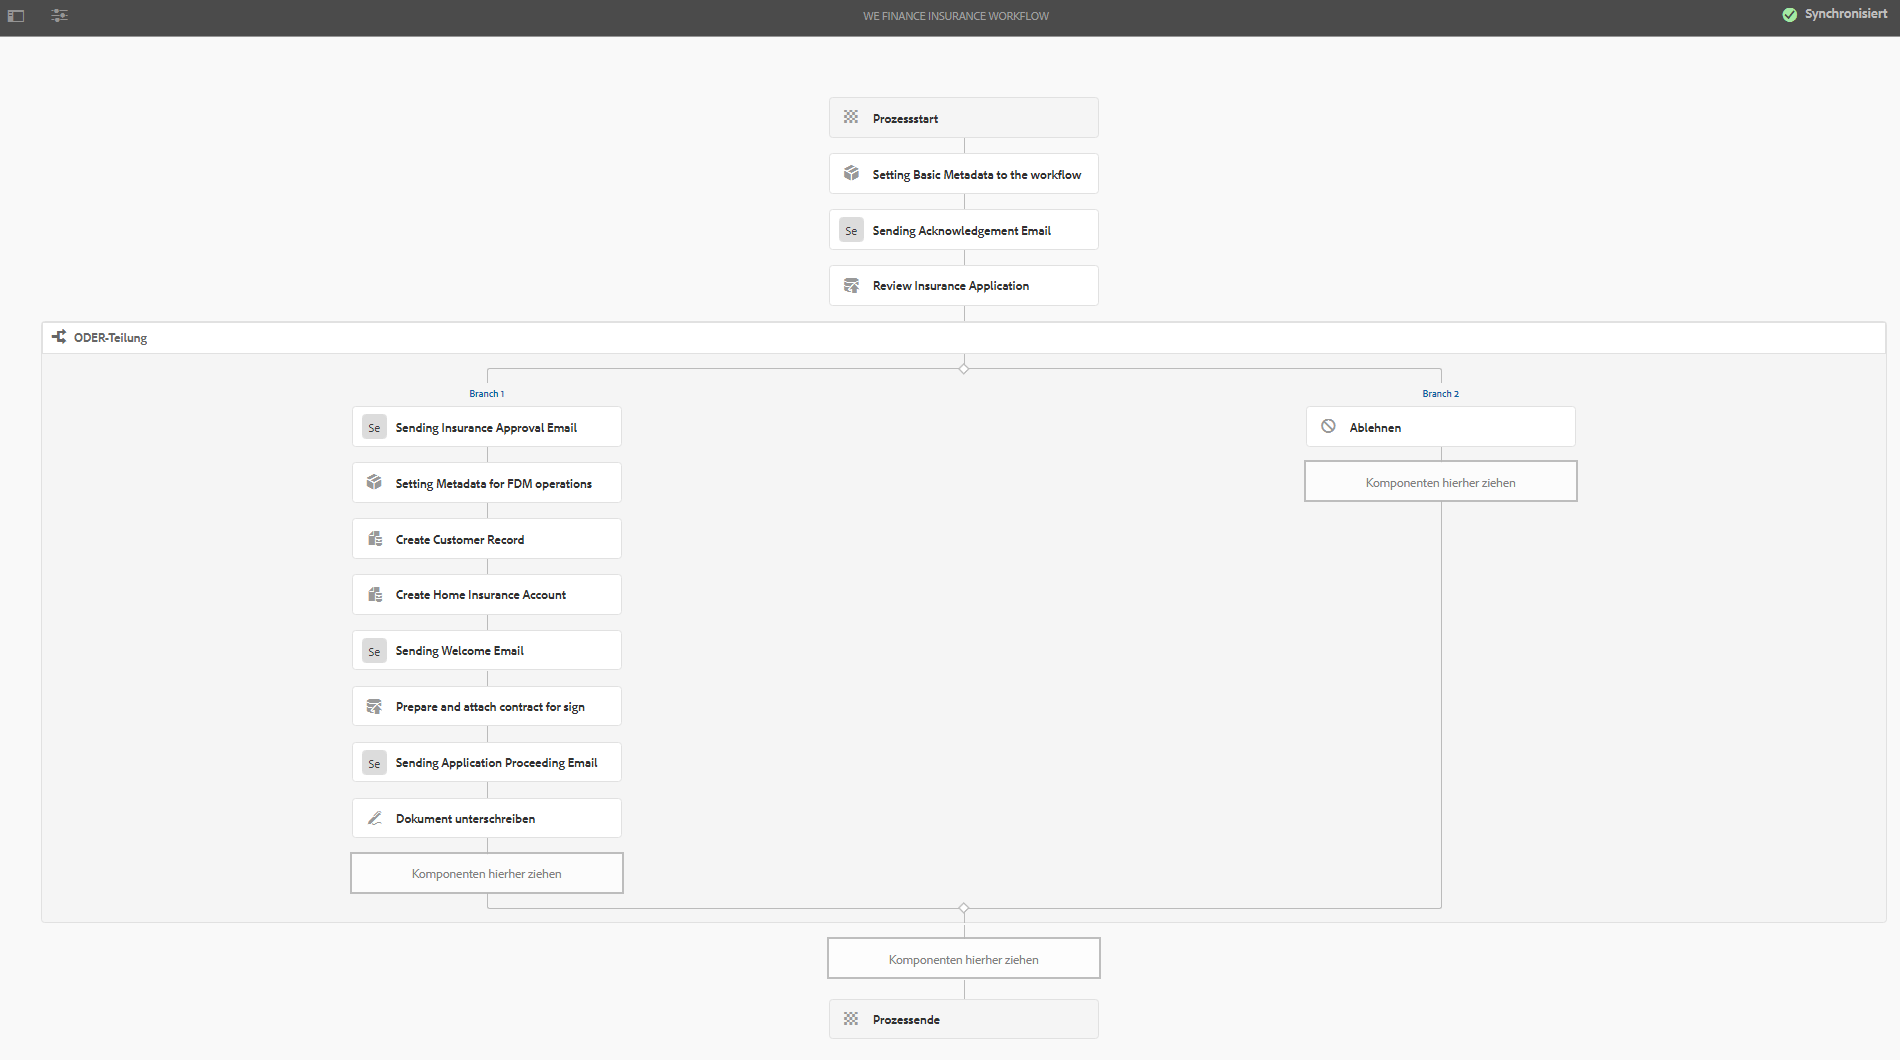 WE FINANCE INSURANCE WORKFLOW
Synchronisiert
Prozessstart
Setting Basic Metadata to the workflow
Se
Sending Acknowledgement Email
Review Insurance Application
ODER-Teilung
Branch 1
Se
Sending Insurance Approval Email
Setting Metadata for FDM operations
Create Customer Record
Create Home Insurance Account
Se
Sending Welcome Email
Prepare and attach contract for sign
Se
Sending Application Proceeding Email
Dokument unterschreiben
Komponenten hierher ziehen
Branch 2
Ablehnen
Komponenten hierher ziehen
Komponenten hierher ziehen
Prozessende